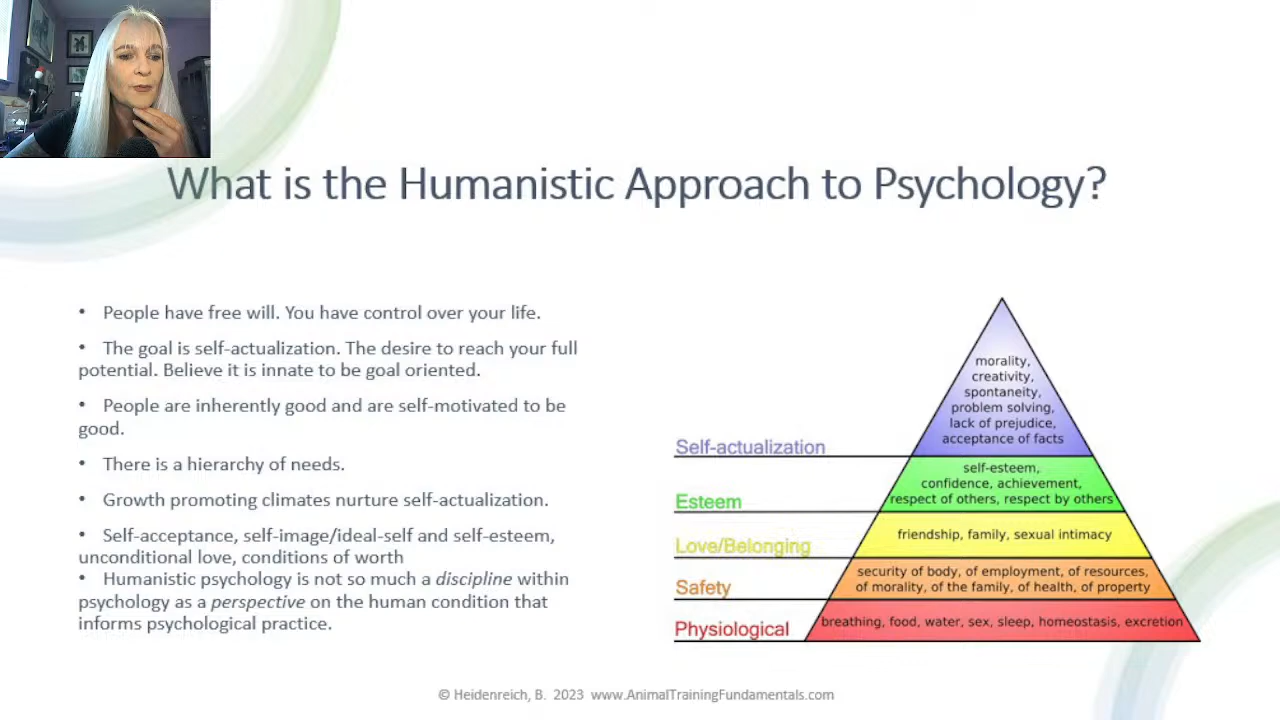 What is the Humanistic Approach to Psychology?
• People have free will. You have control over your life.
• The goal is self-actualization. The desire to reach your full
potential. Believe it is innate to be goal oriented.
• People are inherently good and are self-motivated to be
good.
• There is a hierarchy of needs.
• Growth promoting climates nurture self-actualization.
• Self-acceptance, self-image/ideal-self and self-esteem,
unconditional love, conditions of worth
• Humanistic psychology is not so much a discipline within
psychology as a perspective on the human condition that
informs psychological practice.
morality,
creativity,
spontaneity,
problem solving,
lack of prejudice,
acceptance of facts
Self-actualization
self-esteem,
confidence, achievement,
respect of others, respect by others
Esteem
friendship, family, sexual intimacy
Love/Belonging
security of body, of employment, of resources,
of morality, of the family, of health, of property
Safety
breathing, food, water, sex, sleep, homeostasis, excretion
Physiological
© Heidenreich, B. 2023 www.AnimalTrainingFundamentals.com